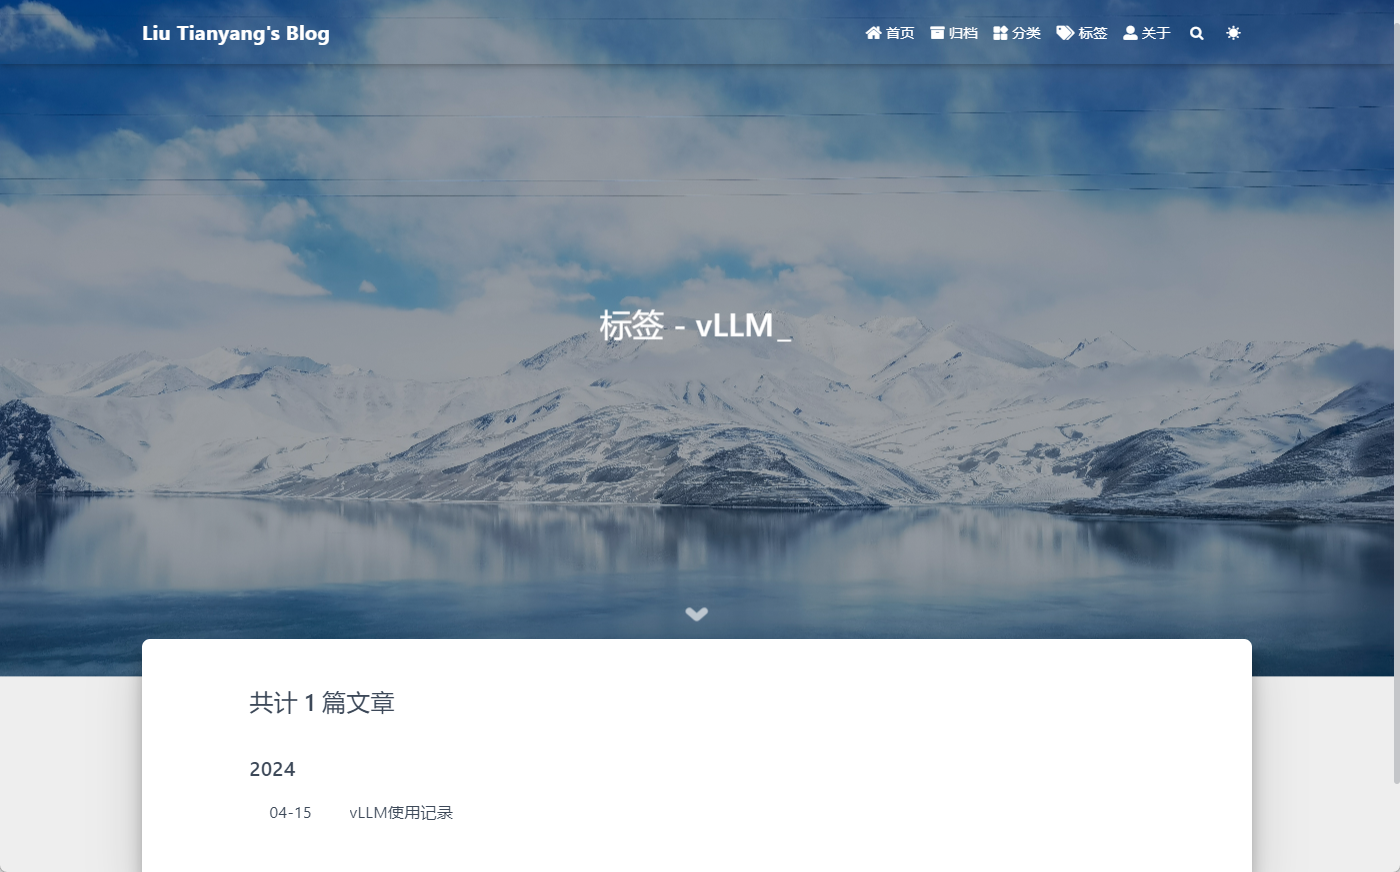 Liu Tianyang's Blog
首页 归档 分类 标签 关于
标签 - vLLM_
共计 1 篇文章
2024
04-15 vLLM使用记录